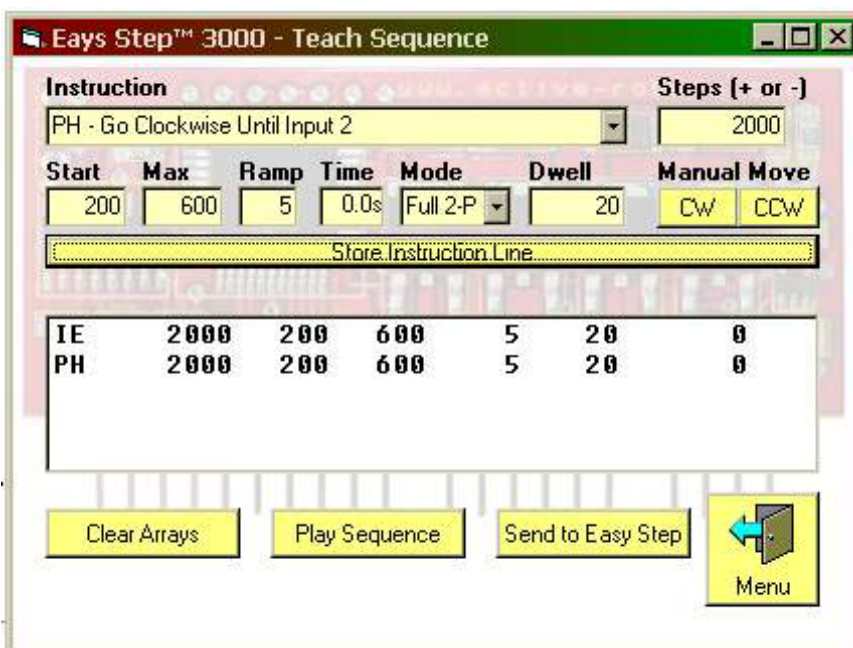 Eays Step™ 3000 - Teach Sequence
Instruction Steps (+ or -)
PH - Go Clockwise Until Input 2 2000
Start Max Ramp Time Mode Dwell Manual Move
200 600 5 0.0s Full 2-P 20 CW CCW
Store Instruction Line
IE 2000 200 600 5 20 0
PH 2000 200 600 5 20 0
Clear Arrays Play Sequence Send to Easy Step
Menu